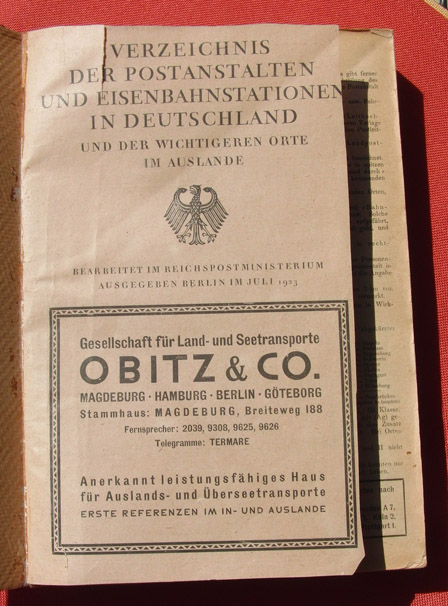 VERZEICHNIS
DER POSTANSTALTEN
UND EISENBAHNSTATIONEN
IN DEUTSCHLAND
UND DER WICHTIGEREN ORTE
IM AUSLANDE
BEARBEITET IM REICHSPOSTMINISTERIUM
AUSGEGEBEN BERLIN IM JULI 1923
Gesellschaft für Land- und Seetransporte
OBITZ & CO.
MAGDEBURG · HAMBURG · BERLIN · GÖTEBORG
Stammhaus: MAGDEBURG, Breiteweg 188
Fernsprecher: 2039, 9308, 9625, 9626
Telegramme: TERMARE
Anerkannt leistungsfähiges Haus
für Auslands- und Überseetransporte
ERSTE REFERENZEN IM IN- UND AUSLANDE